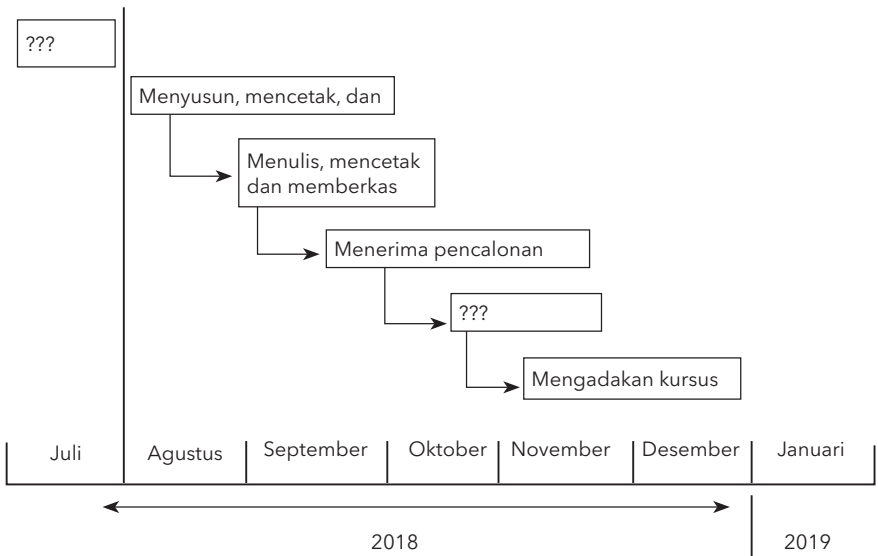 ???
Menyusun, mencetak, dan
Menulis, mencetak
dan memberkas
Menerima pencalonan
???
Mengadakan kursus
Juli
Agustus
September
Oktober
November
Desember
Januari
2018
2019